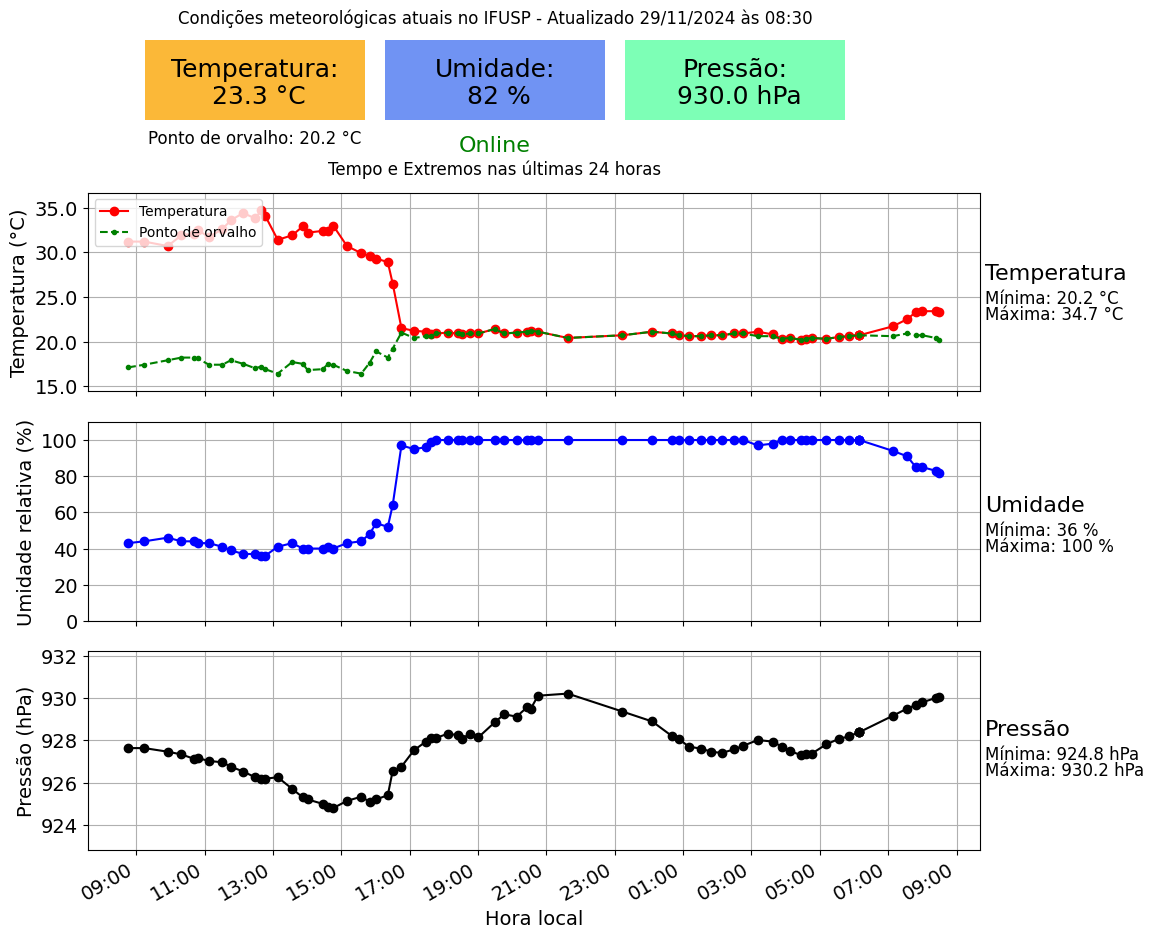 Condições meteorológicas atuais no IFUSP - Atualizado 29/11/2024 às 08:30
Temperatura:
23.3 °C
Umidade:
82 %
Pressão:
930.0 hPa
Ponto de orvalho: 20.2 °C
Online
Tempo e Extremos nas últimas 24 horas
Temperatura (°C)
35.0
30.0
25.0
20.0
15.0
Temperatura
Ponto de orvalho
Temperatura
Mínima: 20.2 °C
Máxima: 34.7 °C
Umidade relativa (%)
100
80
60
40
20
0
Umidade
Mínima: 36 %
Máxima: 100 %
Pressão (hPa)
932
930
928
926
924
Pressão
Mínima: 924.8 hPa
Máxima: 930.2 hPa
09:00 11:00 13:00 15:00 17:00 19:00 21:00 23:00 01:00 03:00 05:00 07:00 09:00
Hora local